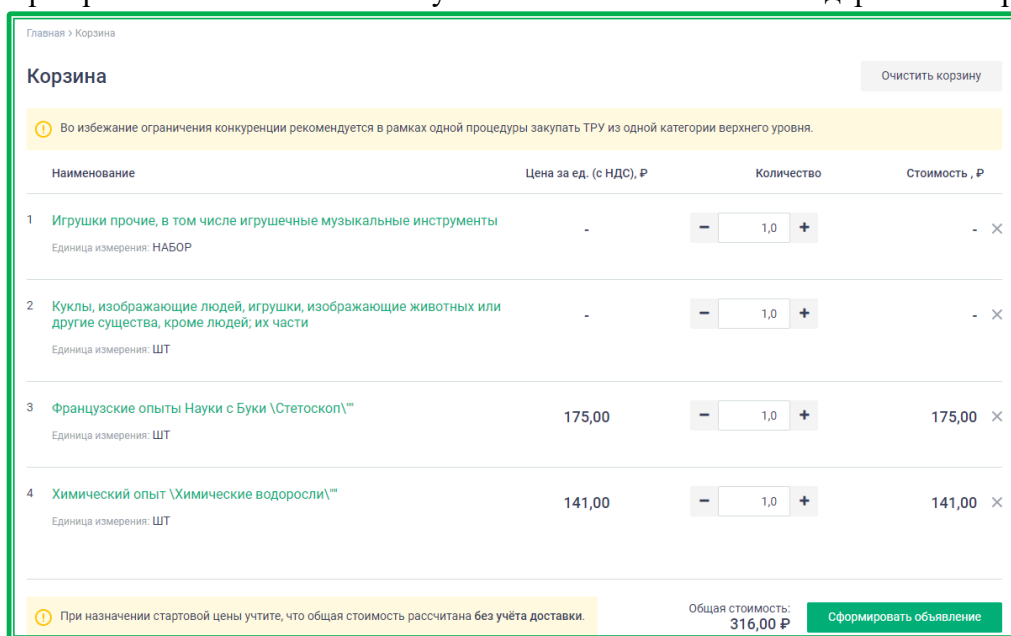 Главная > Корзина
Корзина
Очистить корзину
Во избежание ограничения конкуренции рекомендуется в рамках одной процедуры закупать ТРУ из одной категории верхнего уровня.
Наименование Цена за ед. (с НДС), ₽ Количество Стоимость , ₽
1 Игрушки прочие, в том числе игрушечные музыкальные инструменты - − 1,0 + - ×
Единица измерения: НАБОР
2 Куклы, изображающие людей, игрушки, изображающие животных или
другие существа, кроме людей; их части - − 1,0 + - ×
Единица измерения: ШТ
3 Французские опыты Науки с Буки \Стетоскоп\"" 175,00 − 1,0 + 175,00 ×
Единица измерения: ШТ
4 Химический опыт \Химические водоросли\"" 141,00 − 1,0 + 141,00 ×
Единица измерения: ШТ
При назначении стартовой цены учтите, что общая стоимость рассчитана без учёта доставки.
Общая стоимость:
316,00 ₽
Сформировать объявление